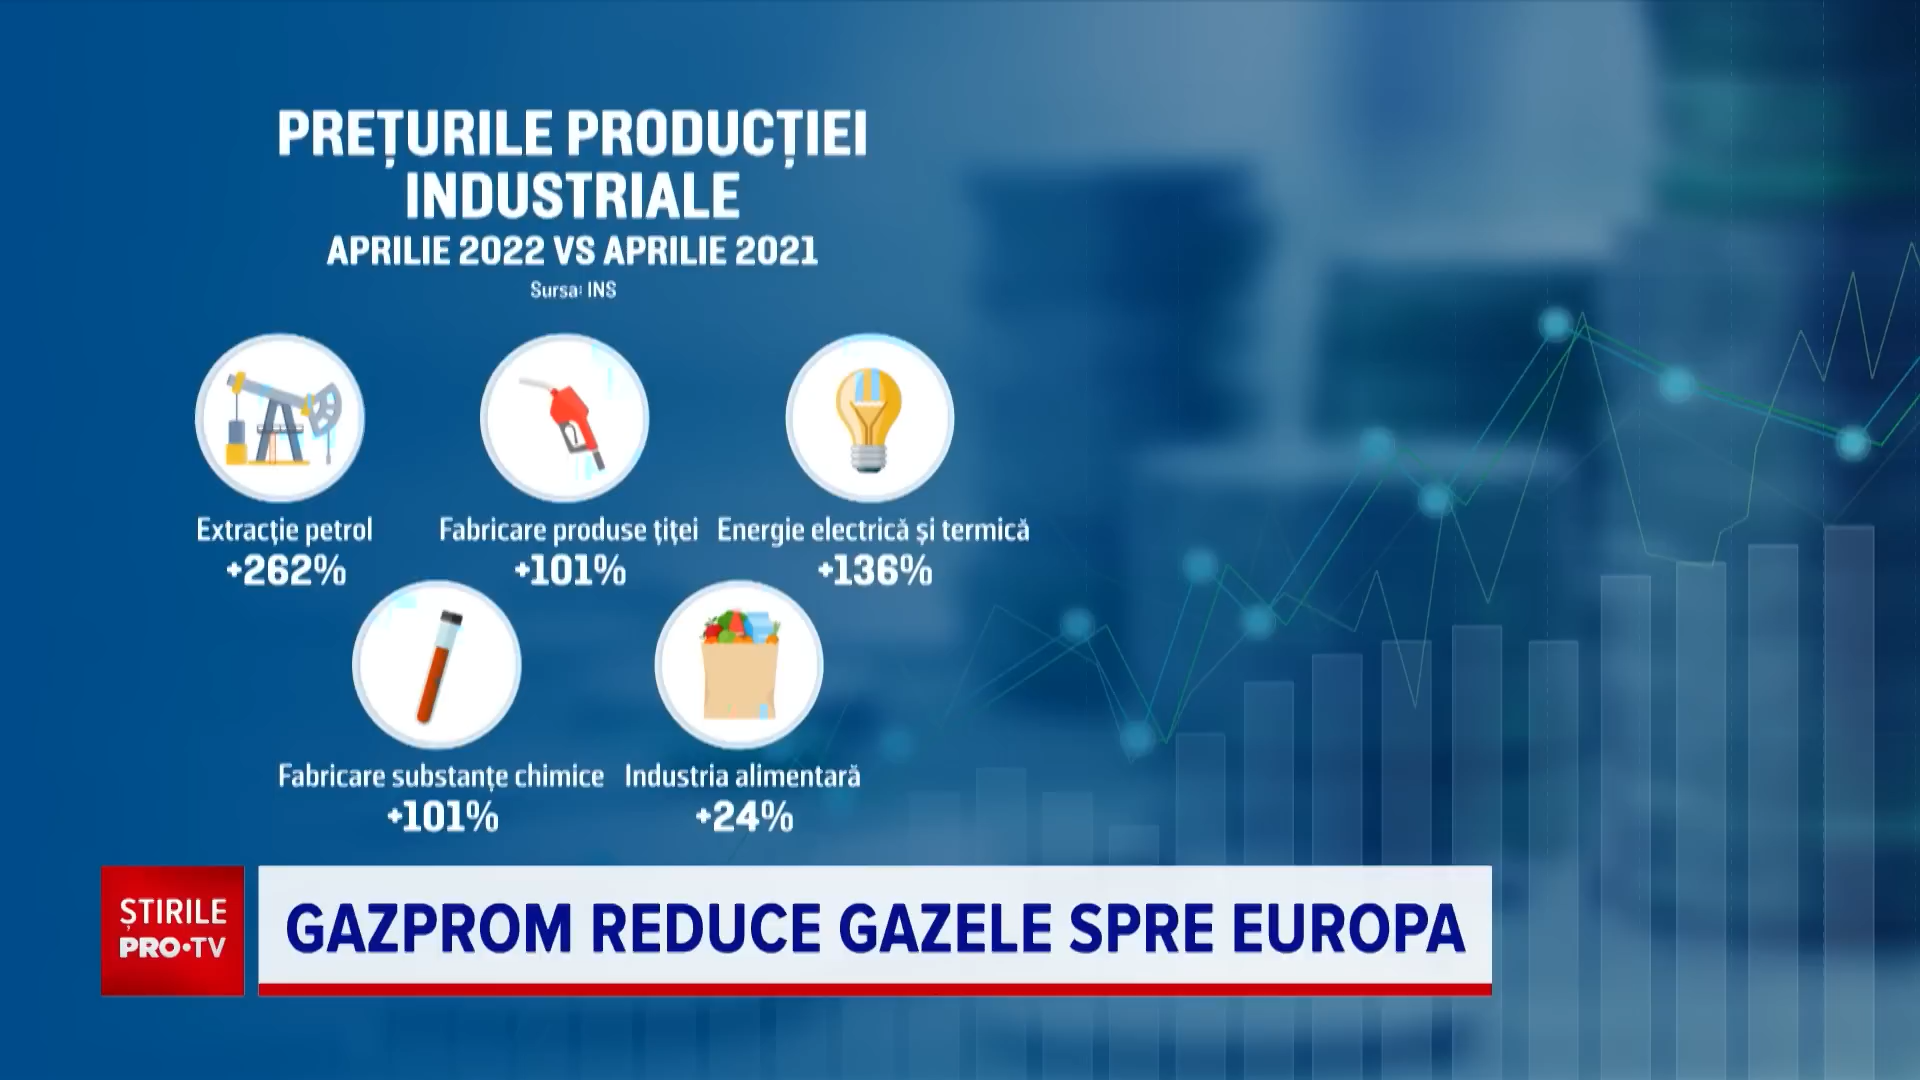 PREȚURILE PRODUCȚIEI
INDUSTRIALE
APRILIE 2022 VS APRILIE 2021
Sursa: INS
Extracție petrol
+262%
Fabricare produse țiței
+101%
Energie electrică și termică
+136%
Fabricare substanțe chimice
+101%
Industria alimentară
+24%
ȘTIRILE
PRO•TV
GAZPROM REDUCE GAZELE SPRE EUROPA